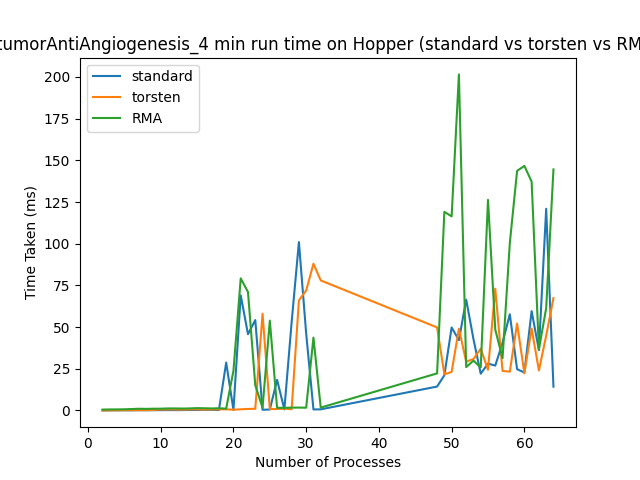 tumorAntiAngiogenesis_4 min run time on Hopper (standard vs torsten vs RM
standard
torsten
RMA
200
175
150
125
100
75
50
25
0
Time Taken (ms)
0 10 20 30 40 50 60
Number of Processes